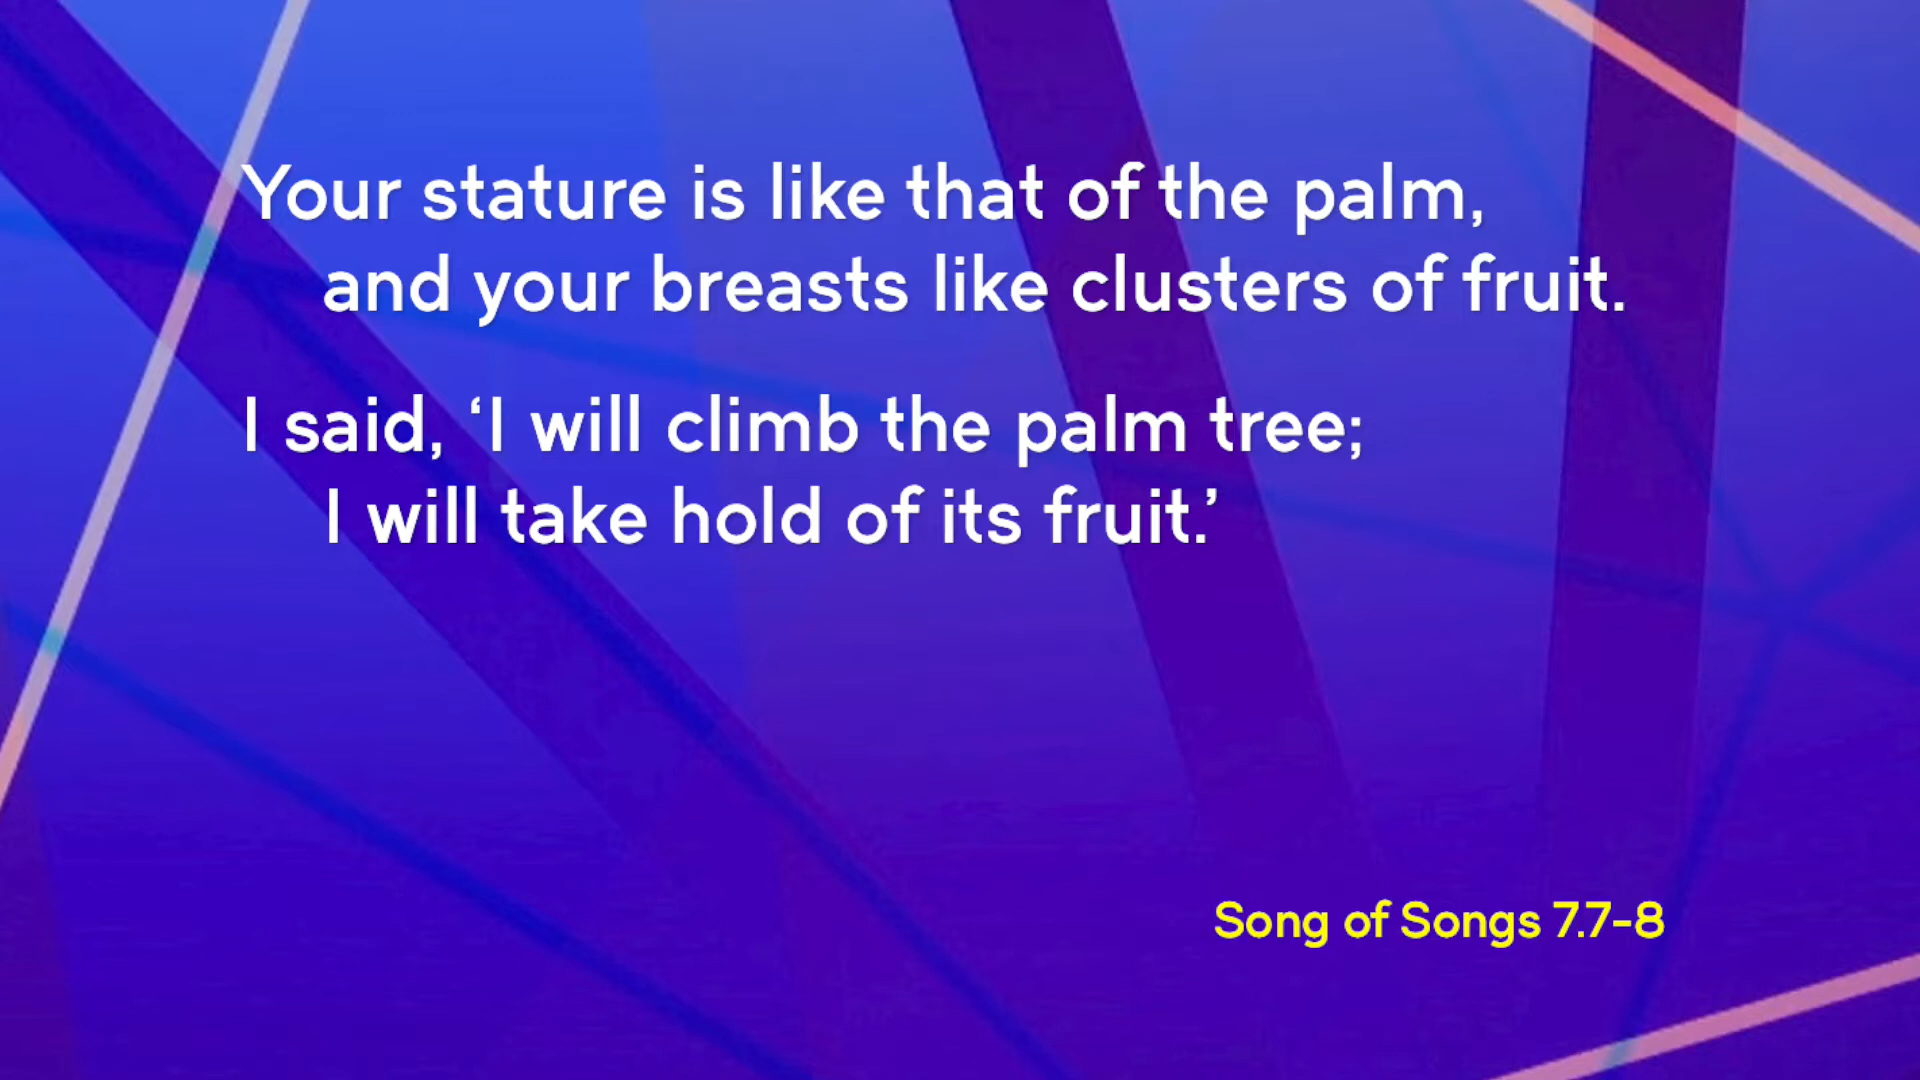 Your stature is like that of the palm,
and your breasts like clusters of fruit.
I said, ‘I will climb the palm tree;
I will take hold of its fruit.’
Song of Songs 7.7-8